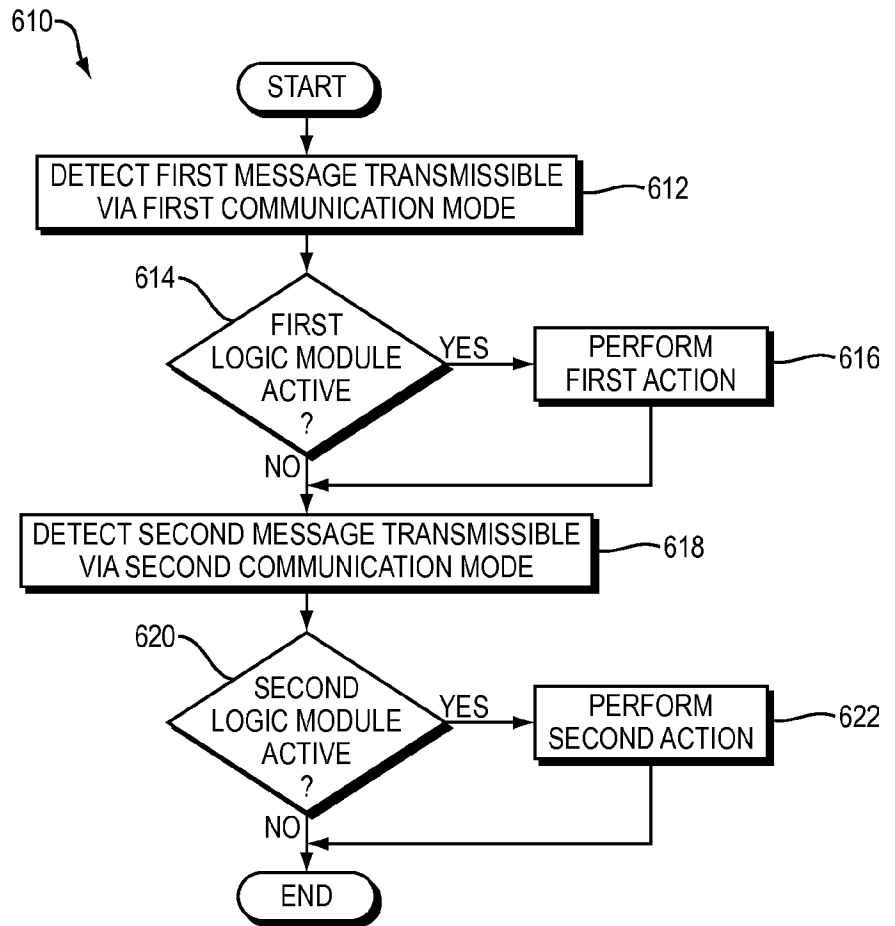 610
START
DETECT FIRST MESSAGE TRANSMISSIBLE
VIA FIRST COMMUNICATION MODE
612
614
FIRST
LOGIC MODULE
ACTIVE
?
YES
PERFORM
FIRST ACTION
616
NO
DETECT SECOND MESSAGE TRANSMISSIBLE
VIA SECOND COMMUNICATION MODE
618
620
SECOND
LOGIC MODULE
ACTIVE
?
YES
PERFORM
SECOND ACTION
622
NO
END